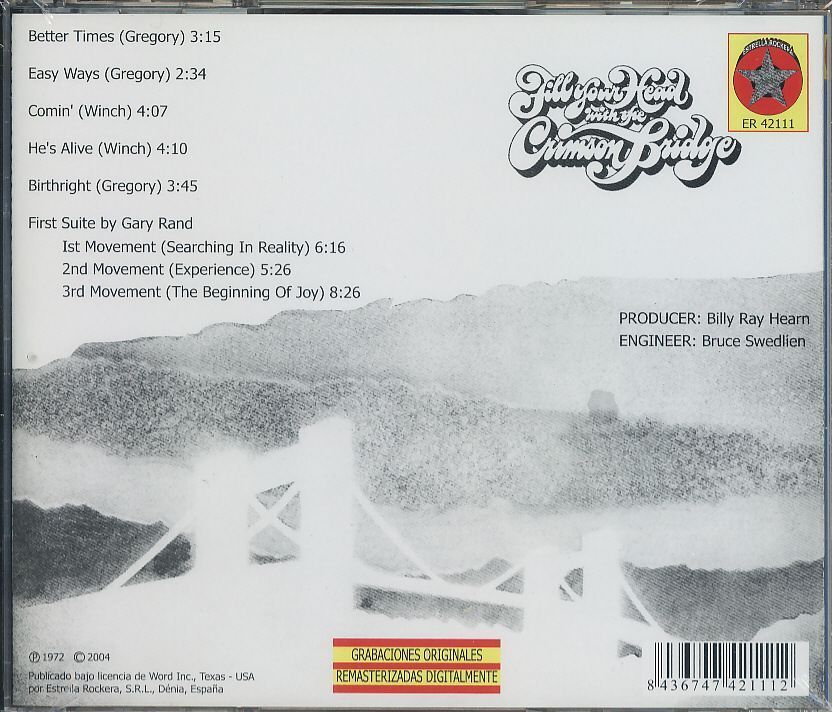 Better Times (Gregory) 3:15
Easy Ways (Gregory) 2:34
Comin' (Winch) 4:07
He's Alive (Winch) 4:10
Birthright (Gregory) 3:45
First Suite by Gary Rand
Ist Movement (Searching In Reality) 6:16
2nd Movement (Experience) 5:26
3rd Movement (The Beginning Of Joy) 8:26
Fill your Head
with the
Crimson Bridge
ESTRELLA ROCKERA
ER 42111
PRODUCER: Billy Ray Hearn
ENGINEER: Bruce Swedlien
℗ 1972 © 2004
Publicado bajo licencia de Word Inc., Texas - USA
por Estrella Rockera, S.R.L., Dénia, España
GRABACIONES ORIGINALES
REMASTERIZADAS DIGITALMENTE
8 436747 421112